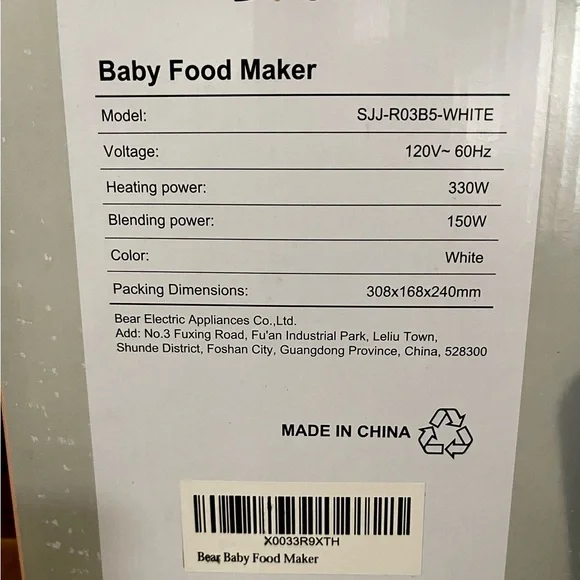 Baby Food Maker
Model: SJJ-R03B5-WHITE
Voltage: 120V~ 60Hz
Heating power: 330W
Blending power: 150W
Color: White
Packing Dimensions: 308x168x240mm
Bear Electric Appliances Co.,Ltd.
Add: No.3 Fuxing Road, Fu'an Industrial Park, Leliu Town,
Shunde District, Foshan City, Guangdong Province, China, 528300
MADE IN CHINA
X0033R9XTH
Bear Baby Food Maker